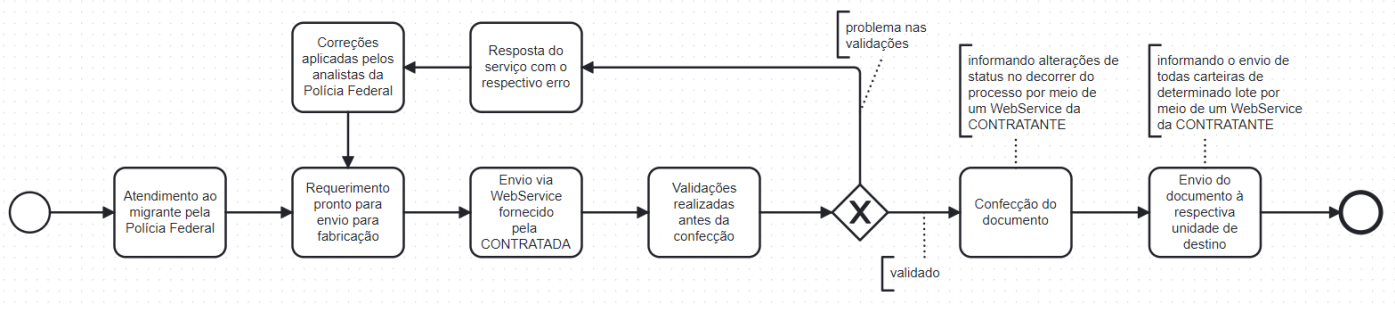 Atendimento ao
migrante pela
Polícia Federal
Correções
aplicadas pelos
analistas da
Polícia Federal
Requerimento
pronto para
envio para
fabricação
Resposta do
serviço com o
respectivo erro
Envio via
WebService
fornecido
pela
CONTRATADA
Validações
realizadas
antes da
confecção
problema nas
validações
X
validado
informando alterações de
status no decorrer do
processo por meio de
um WebService da
CONTRATANTE
Confecção do
documento
informando o envio de
todas carteiras de
determinado lote por
meio de um WebService
da CONTRATANTE
Envio do
documento à
respectiva
unidade de
destino